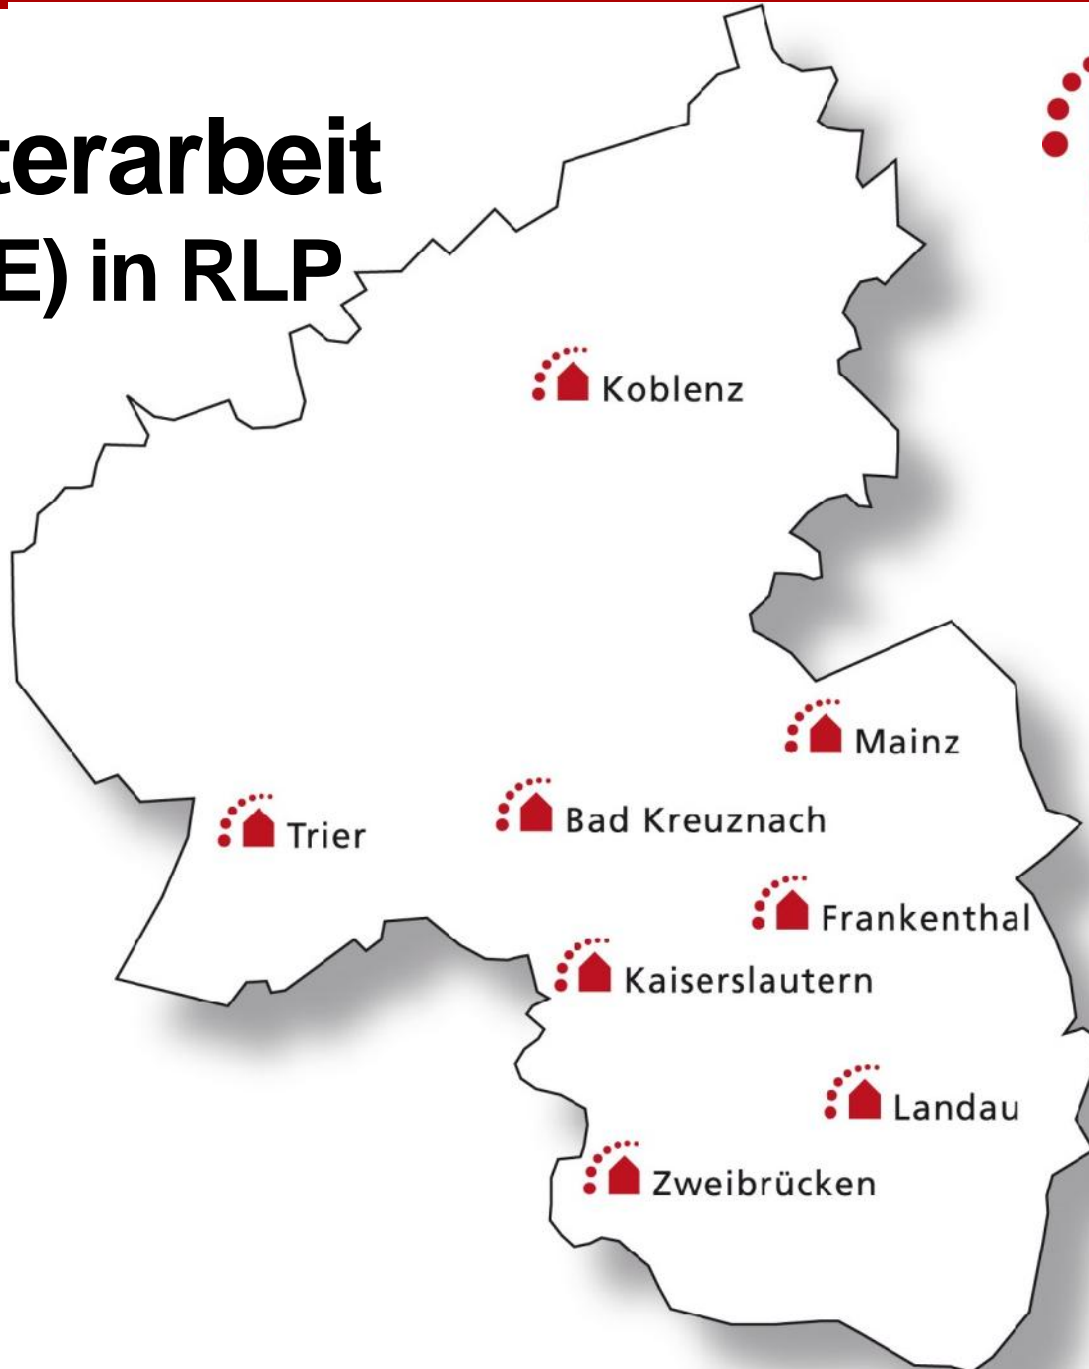 terarbeit
E) in RLP
Koblenz
Mainz
Trier
Bad Kreuznach
Frankenthal
Kaiserslautern
Landau
Zweibrücken